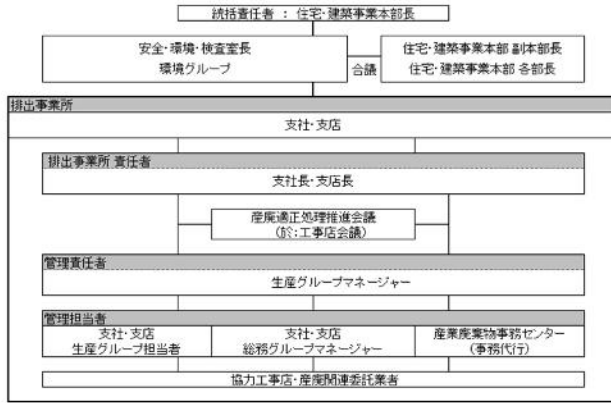 統括責任者 : 住宅・建築事業本部長
安全・環境・検査室長
環境グループ
合議
住宅・建築事業本部 副本部長
住宅・建築事業本部 各部長
排出事業所
支社・支店
排出事業所 責任者
支社長・支店長
産廃適正処理推進会議
(於:工事店会議)
管理責任者
生産グループマネージャー
管理担当者
支社・支店
生産グループ担当者
支社・支店
総務グループマネージャー
産業廃棄物事務センター
(事務代行)
協力工事店・産廃関連委託業者